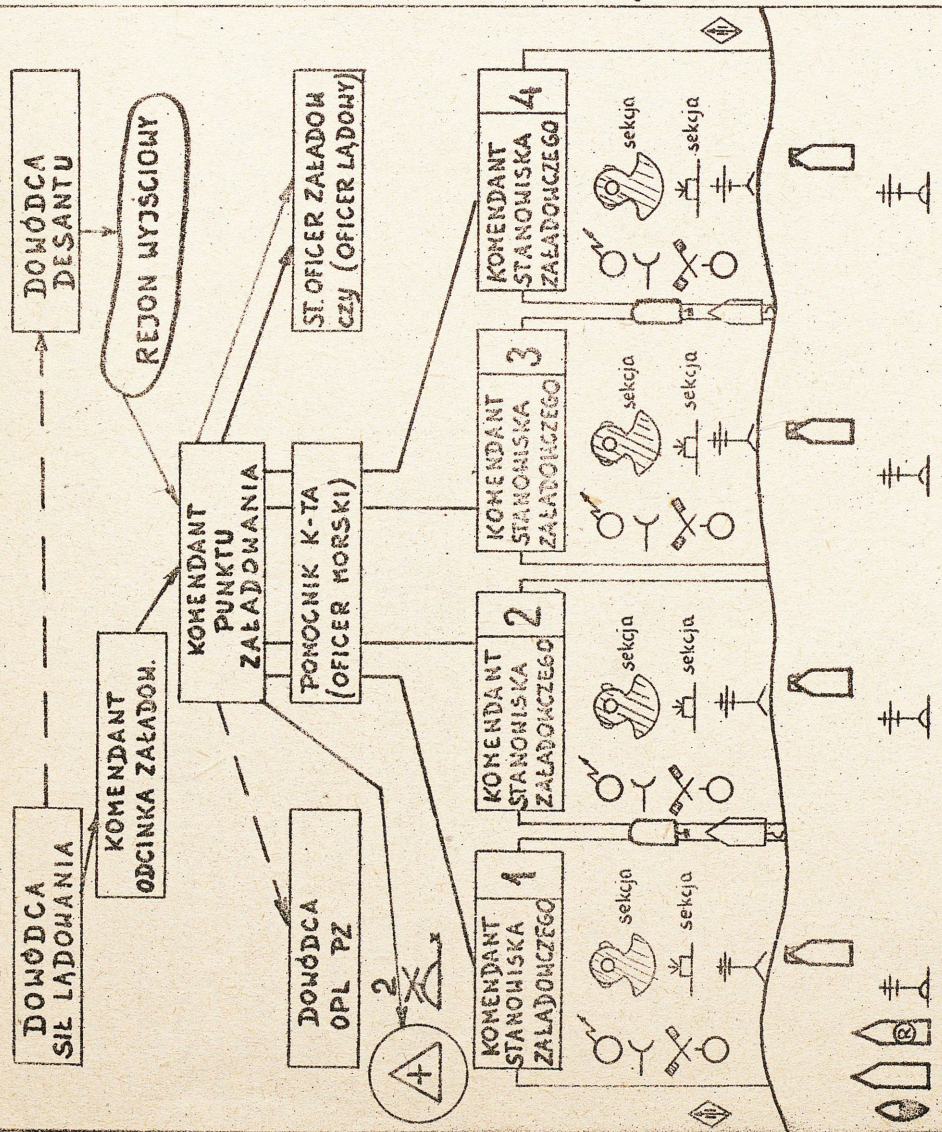 DOWÓDCA
SIŁ LĄDOWANIA
DOWÓDCA
DESANTU
KOMENDANT
ODCINKA ZAŁADOW.
REJON WYJŚCIOWY
KOMENDANT
PUNKTU
ZAŁADOWANIA
DOWÓDCA
OPL PZ
POMOCNIK K-TA
(OFICER MORSKI)
ST. OFICER ZAŁADOW
CZY (OFICER LĄDOWY)
2
KOMENDANT
STANOWISKA
ZAŁADOWCZEGO
1
KOMENDANT
STANOWISKA
ZAŁADOWCZEGO
2
KOMENDANT
STANOWISKA
ZAŁADOWCZEGO
3
KOMENDANT
STANOWISKA
ZAŁADOWCZEGO
4
sekcja
sekcja
sekcja
sekcja
sekcja
sekcja
sekcja
sekcja
R